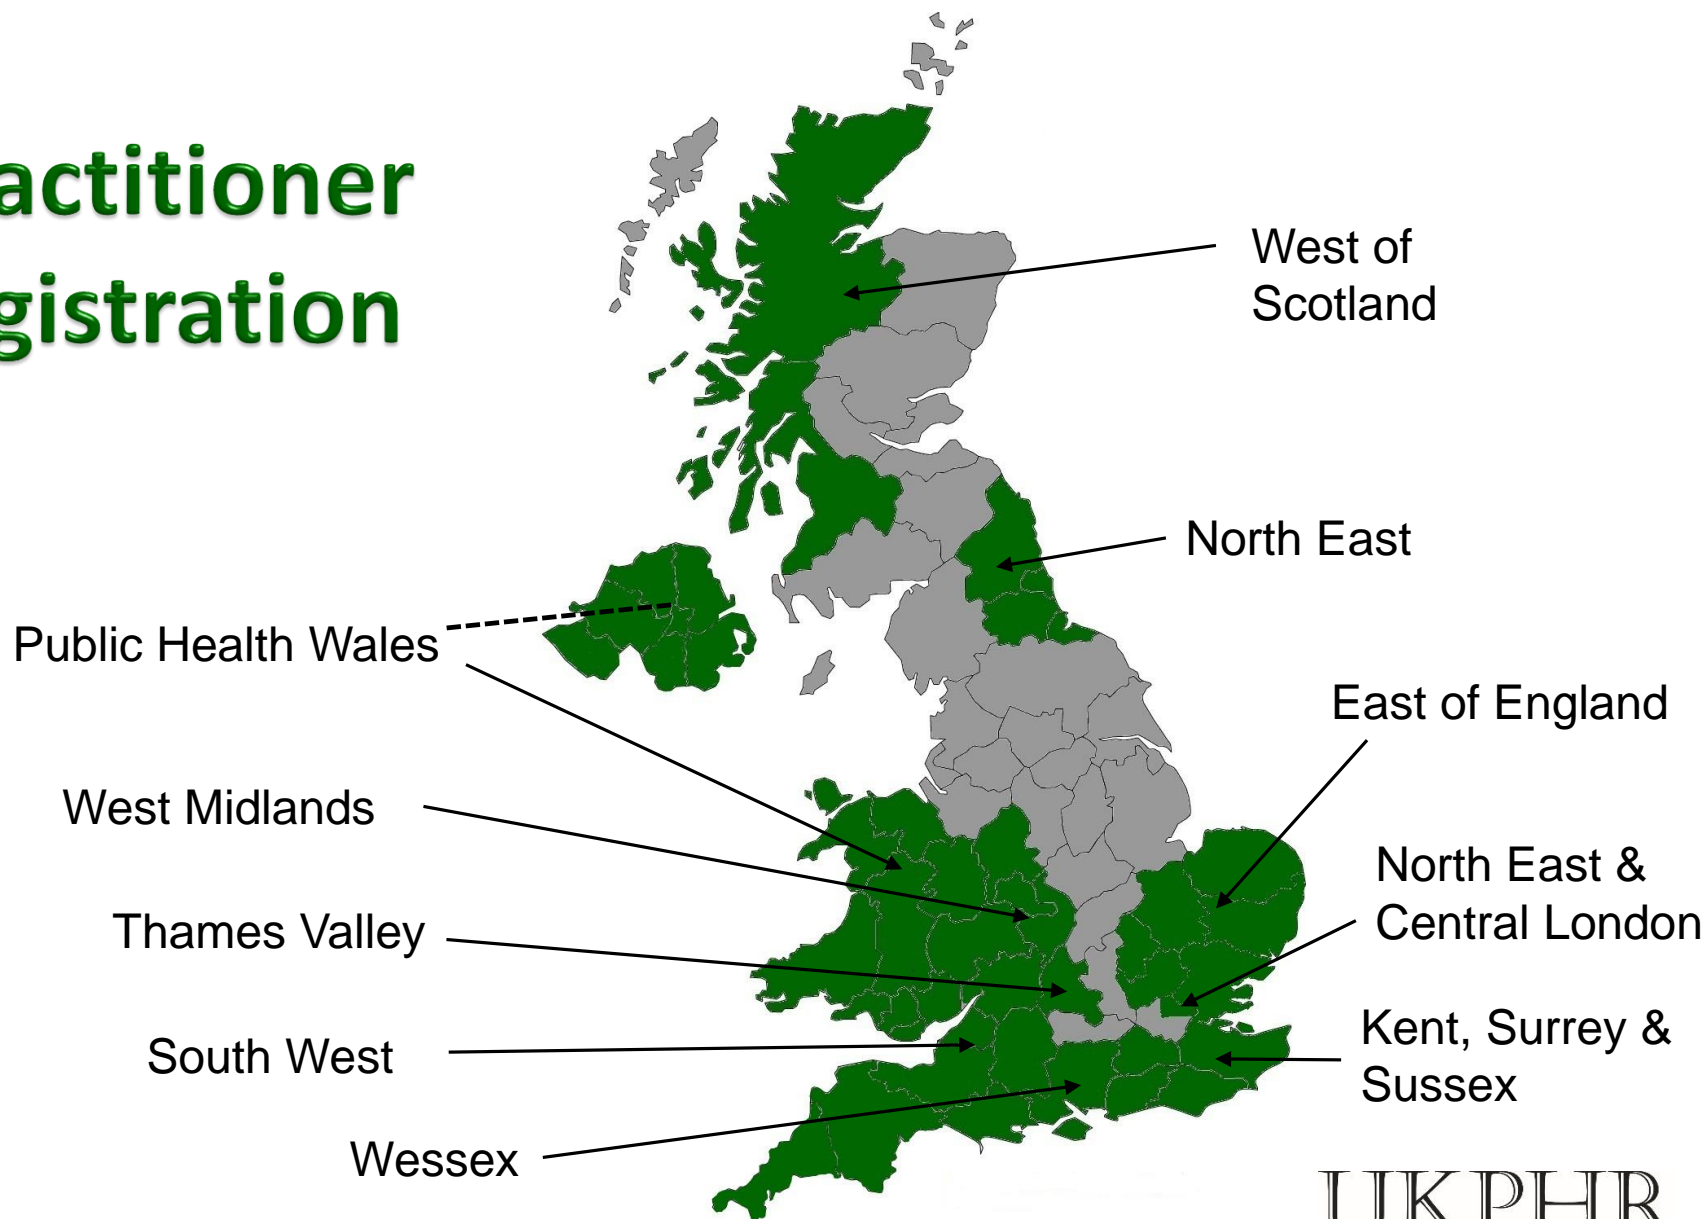 actitioner
gistration
West of
Scotland
North East
Public Health Wales
East of England
West Midlands
North East &
Central London
Thames Valley
Kent, Surrey &
Sussex
South West
Wessex
UKPHR